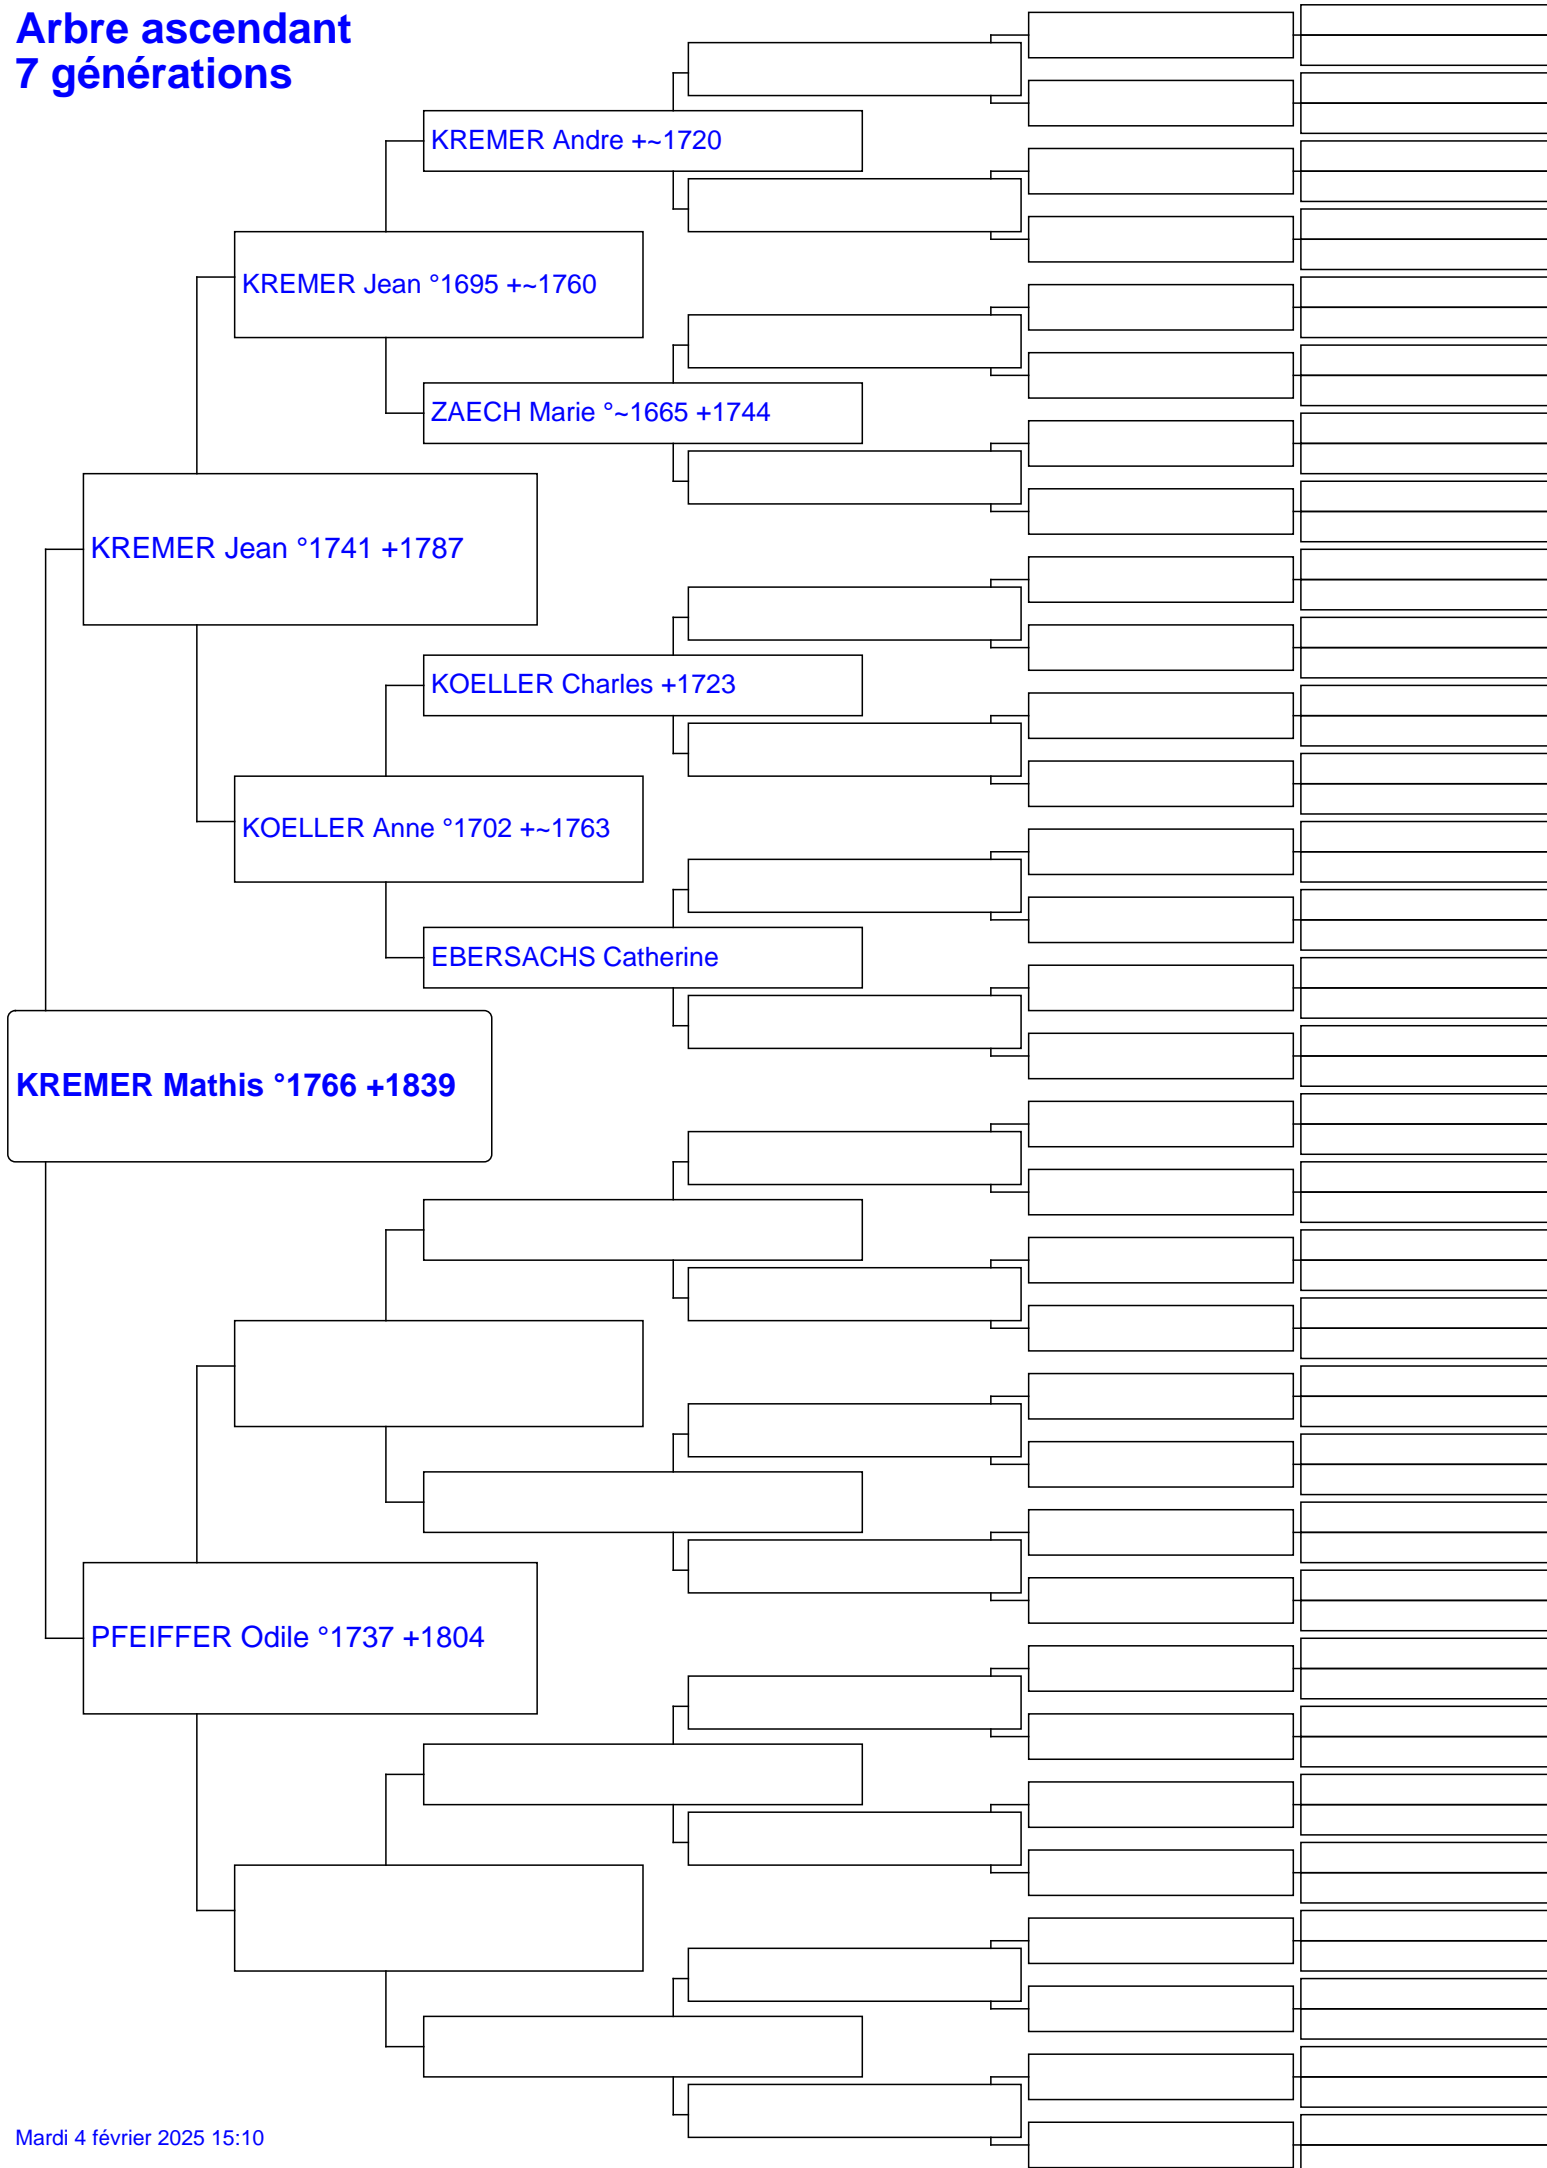 Arbre ascendant
7 générations
KREMER Andre +~1720
KREMER Jean °1695 +~1760
ZAECH Marie °~1665 +1744
KREMER Jean °1741 +1787
KOELLER Charles +1723
KOELLER Anne °1702 +~1763
EBERSACHS Catherine
KREMER Mathis °1766 +1839
PFEIFFER Odile °1737 +1804
Mardi 4 février 2025 15:10